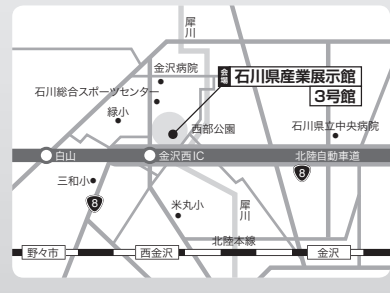 犀川
金沢病院
会場
石川県産業展示館
3号館
石川総合スポーツセンター
緑小
西部公園
石川県立中央病院
白山
金沢西IC
北陸自動車道
8
三和小
8
米丸小
犀川
北陸本線
野々市
西金沢
金沢